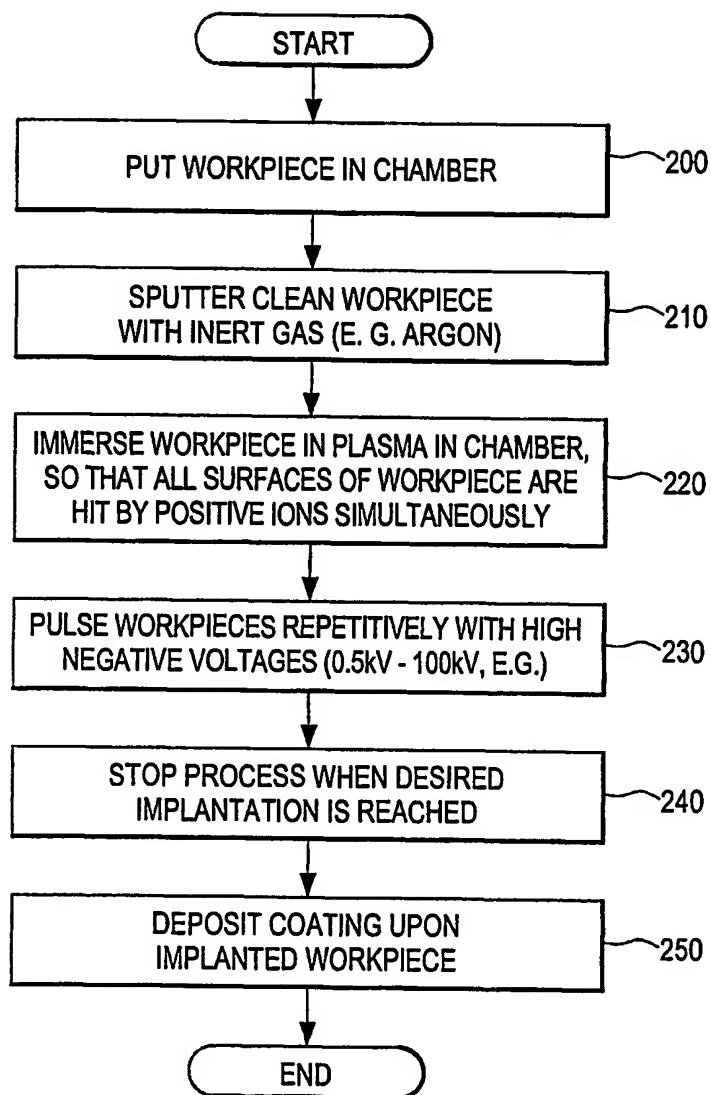 START
PUT WORKPIECE IN CHAMBER
200
SPUTTER CLEAN WORKPIECE
WITH INERT GAS (E. G. ARGON)
210
IMMERSE WORKPIECE IN PLASMA IN CHAMBER,
SO THAT ALL SURFACES OF WORKPIECE ARE
HIT BY POSITIVE IONS SIMULTANEOUSLY
220
PULSE WORKPIECES REPETITIVELY WITH HIGH
NEGATIVE VOLTAGES (0.5kV - 100kV, E.G.)
230
STOP PROCESS WHEN DESIRED
IMPLANTATION IS REACHED
240
DEPOSIT COATING UPON
IMPLANTED WORKPIECE
250
END